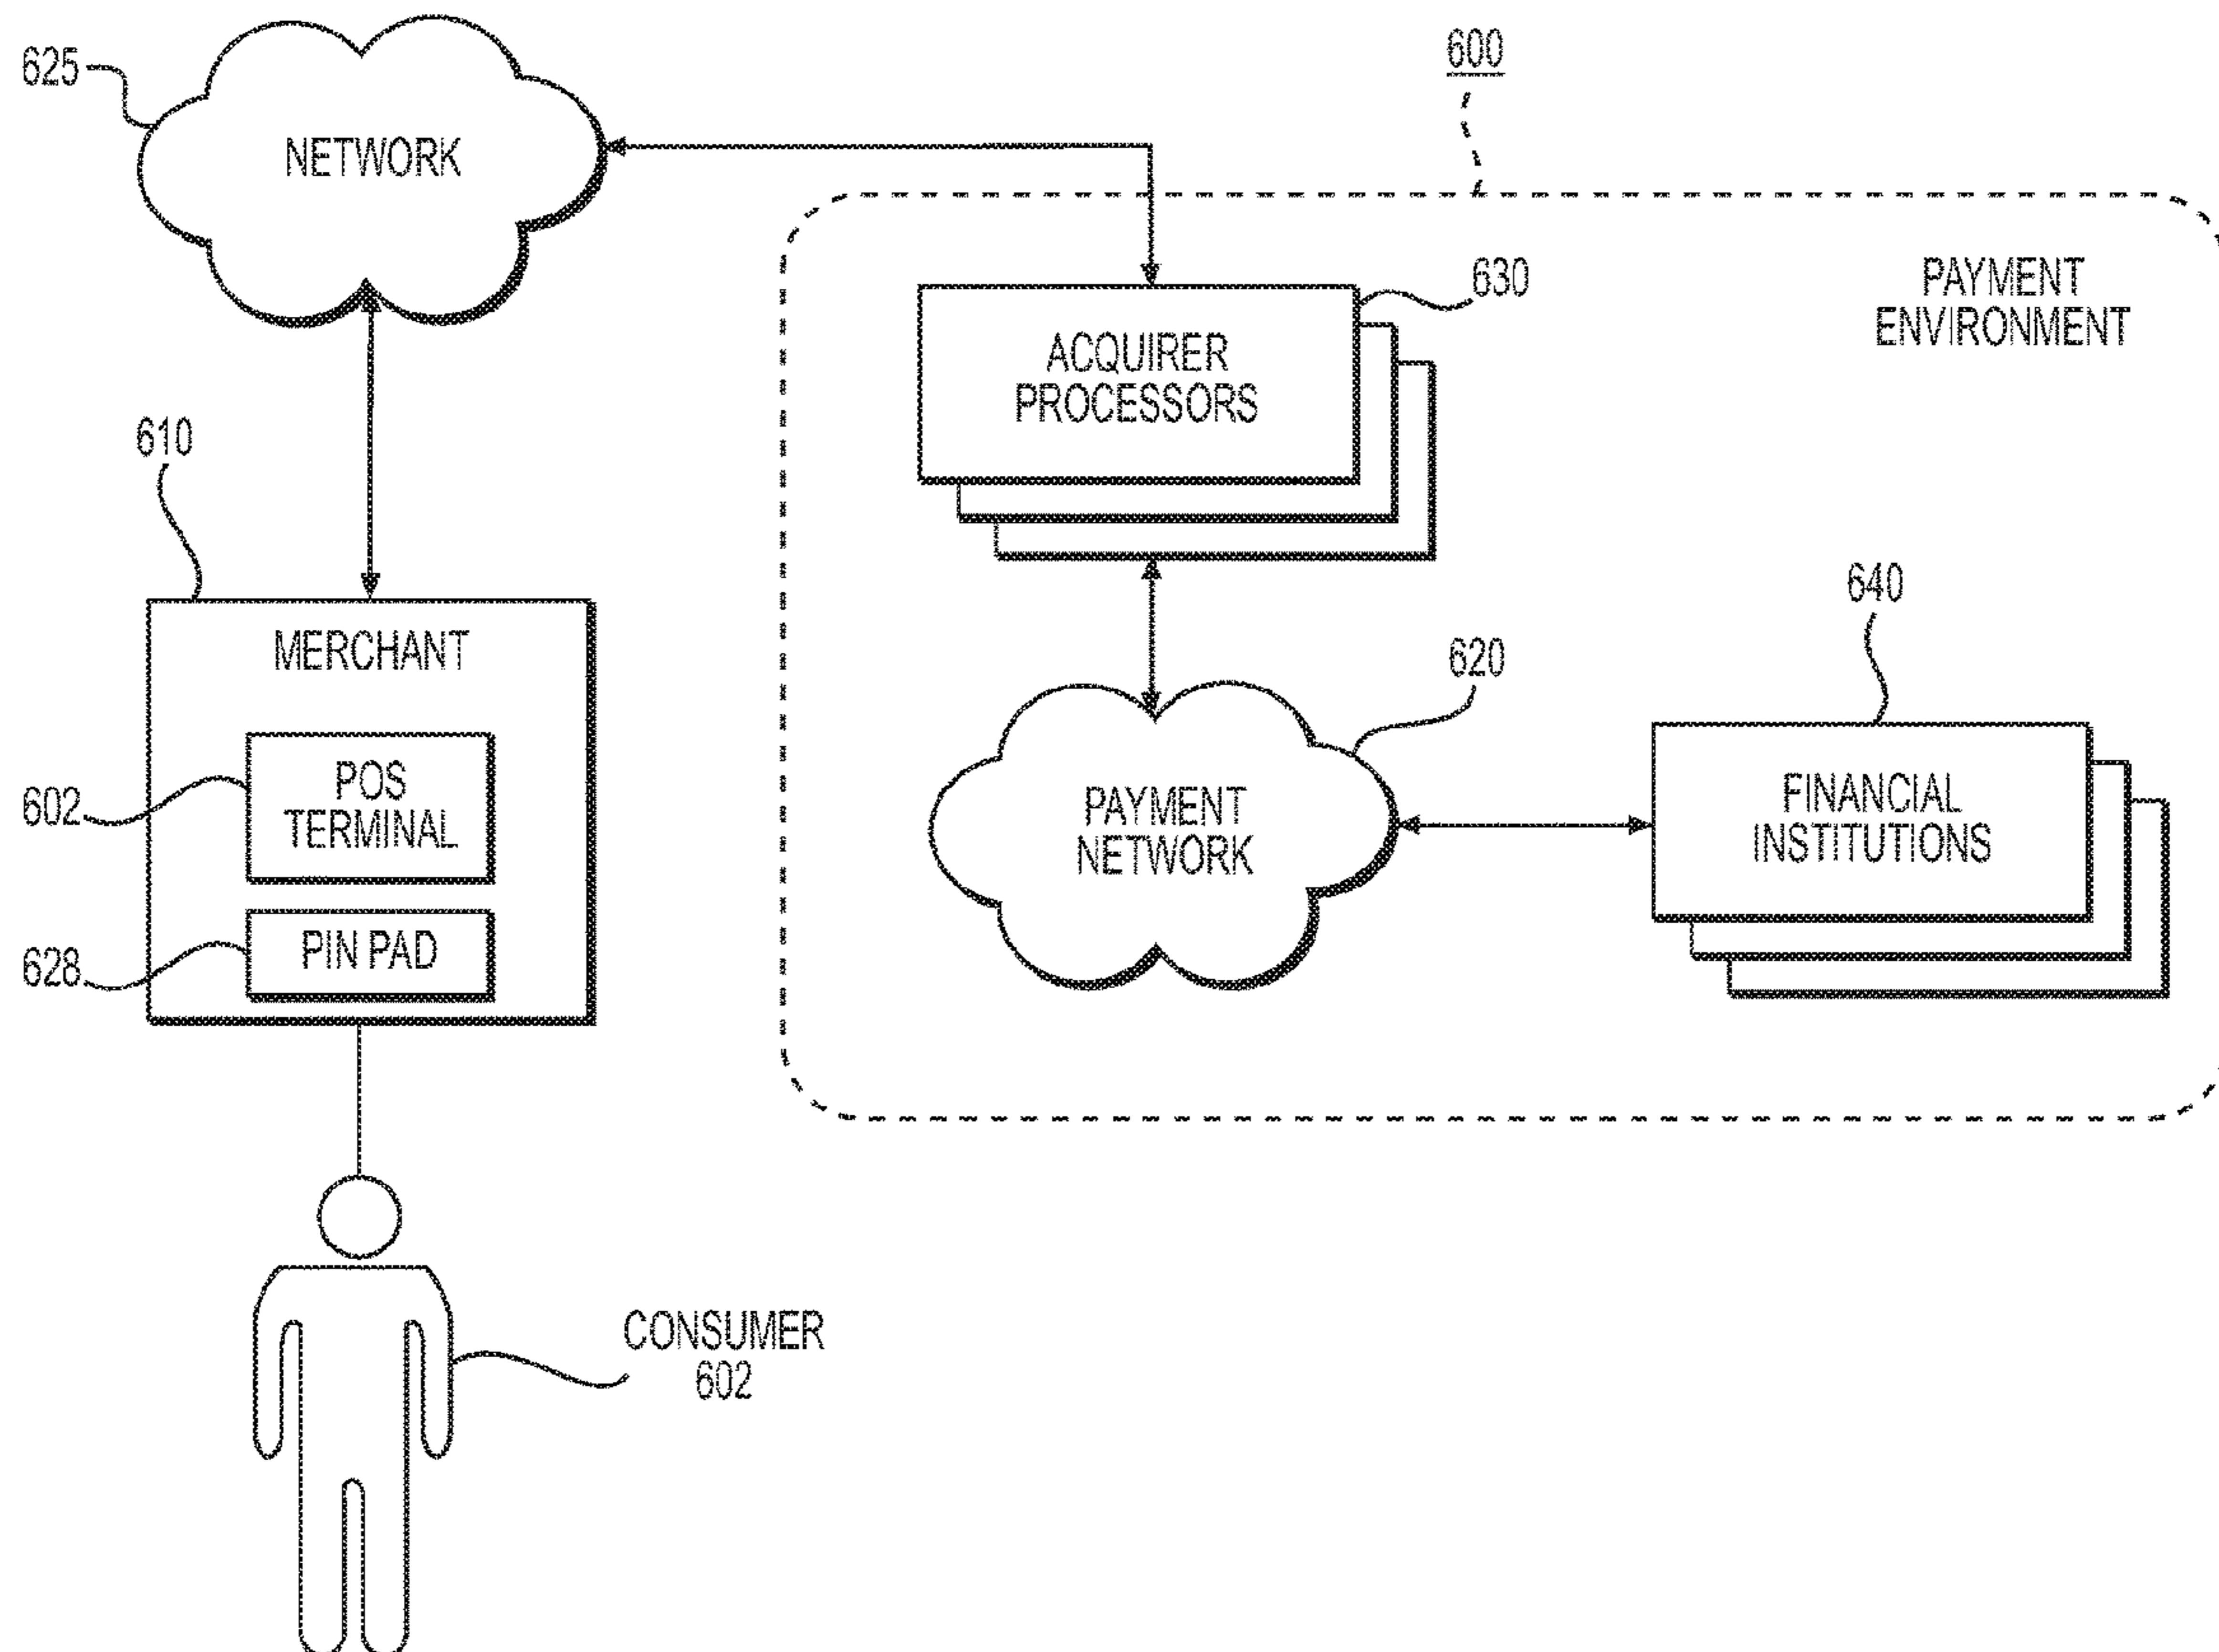 625
NETWORK
600
PAYMENT
ENVIRONMENT
630
ACQUIRER
PROCESSORS
610
MERCHANT
602
POS
TERMINAL
628
PIN PAD
620
PAYMENT
NETWORK
640
FINANCIAL
INSTITUTIONS
CONSUMER
602